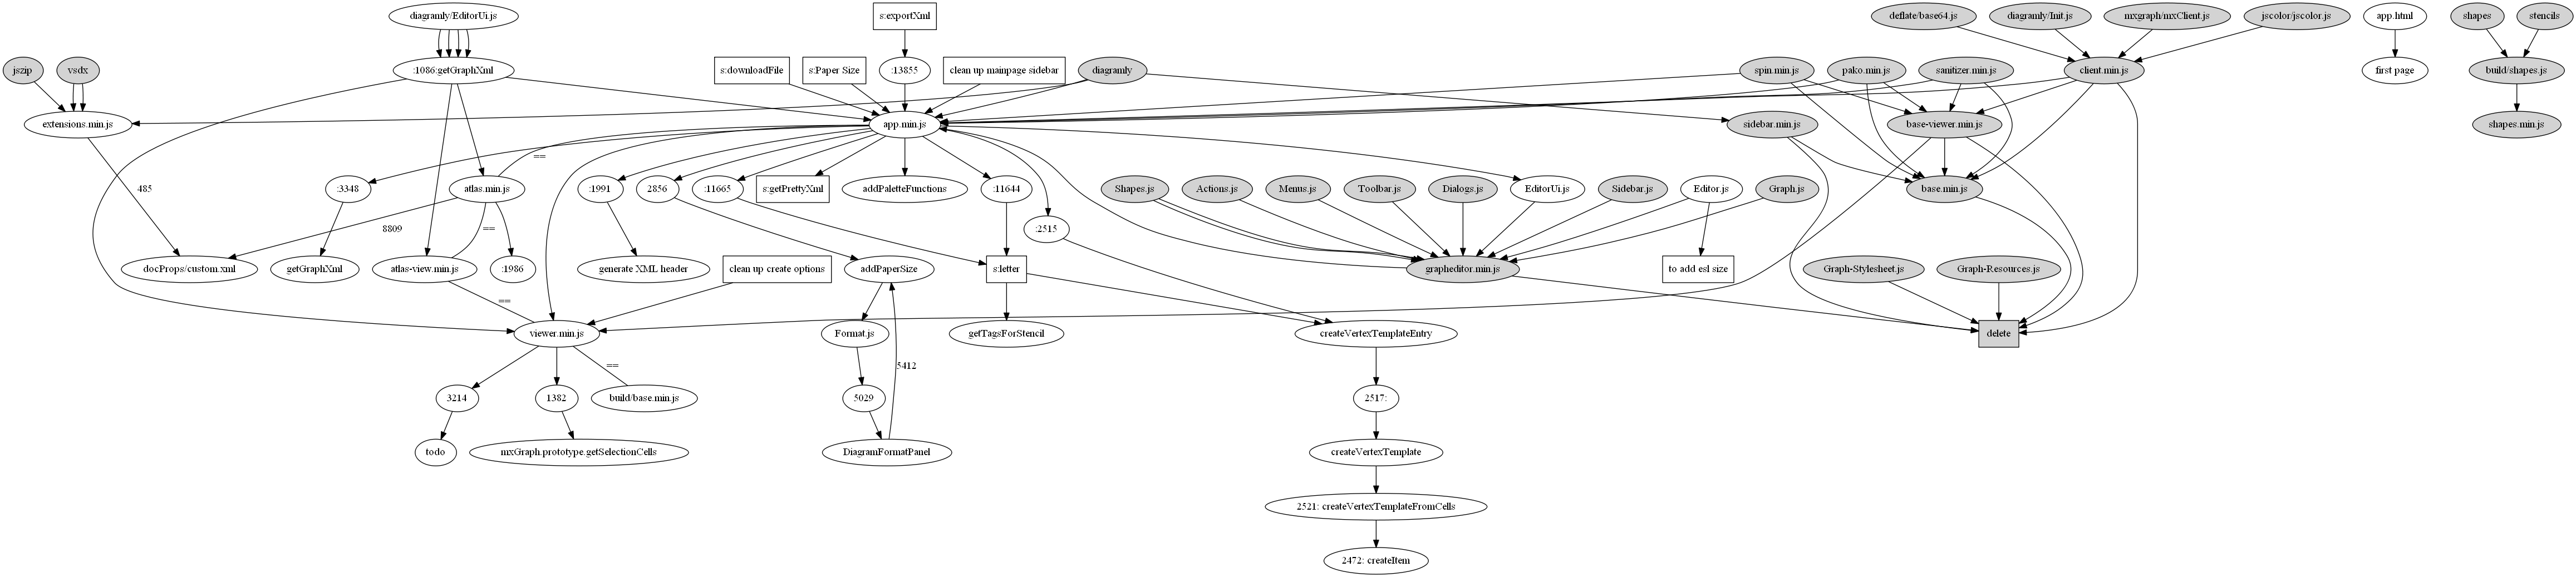 diagramly/EditorUi.js
s:exportXml
deflate/base64.js
diagramly/Init.js
mxgraph/mxClient.js
jscolor/jscolor.js
app.html
shapes
stencils
jszip
vsdx
:1086:getGraphXml
s:downloadFile
s:Paper Size
:13855
clean up mainpage sidebar
diagramly
spin.min.js
pako.min.js
sanitizer.min.js
client.min.js
first page
build/shapes.js
extensions.min.js
app.min.js
sidebar.min.js
base-viewer.min.js
shapes.min.js
==
485
:3348
atlas.min.js
:1991
2856
:11665
s:getPrettyXml
addPaletteFunctions
:11644
Shapes.js
Actions.js
Menus.js
Toolbar.js
Dialogs.js
EditorUi.js
Sidebar.js
Editor.js
Graph.js
base.min.js
8809
==
:2515
docProps/custom.xml
getGraphXml
atlas-view.min.js
:1986
generate XML header
clean up create options
addPaperSize
s:letter
grapheditor.min.js
to add esl size
Graph-Stylesheet.js
Graph-Resources.js
==
viewer.min.js
Format.js
getTagsForStencil
createVertexTemplateEntry
delete
==
5412
3214
1382
build/base.min.js
5029
2517:
todo
mxGraph.prototype.getSelectionCells
DiagramFormatPanel
createVertexTemplate
2521: createVertexTemplateFromCells
2472: createItem